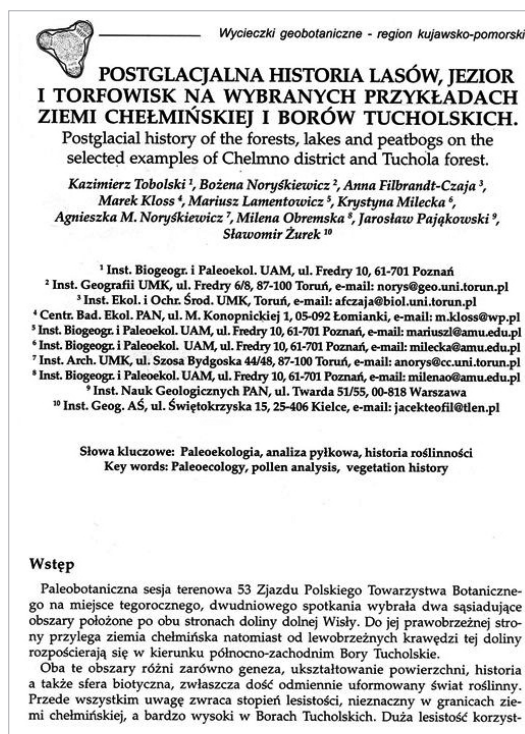 Wycieczki geobotaniczne - region kujawsko-pomorski
POSTGLACJALNA HISTORIA LASÓW, JEZIOR
I TORFOWISK NA WYBRANYCH PRZYKŁADACH
ZIEMI CHEŁMIŃSKIEJ I BORÓW TUCHOLSKICH.
Postglacial history of the forests, lakes and peatbogs on the
selected examples of Chelmno district and Tuchola forest.
Kazimierz Tobolski ¹, Bożena Noryśkiewicz ², Anna Filbrandt-Czaja ³,
Marek Kloss ⁴, Mariusz Lamentowicz ⁵, Krystyna Milecka ⁶,
Agnieszka M. Noryśkiewicz ⁷, Milena Obremska ⁸, Jarosław Pająkowski ⁹,
Sławomir Żurek ¹⁰
¹ Inst. Biogeogr. i Paleoekol. UAM, ul. Fredry 10, 61-701 Poznań
² Inst. Geografii UMK, ul. Fredry 6/8, 87-100 Toruń, e-mail: norys@geo.uni.torun.pl
³ Inst. Ekol. i Ochr. Środ. UMK, Toruń, e-mail: afczaja@biol.uni.torun.pl
⁴ Centr. Bad. Ekol. PAN, ul. M. Konopnickiej 1, 05-092 Łomianki, e-mail: m.kloss@wp.pl
⁵ Inst. Biogeogr. i Paleoekol. UAM, ul. Fredry 10, 61-701 Poznań, e-mail: mariuszl@amu.edu.pl
⁶ Inst. Biogeogr. i Paleoekol. UAM, ul. Fredry 10, 61-701 Poznań, e-mail: milecka@amu.edu.pl
⁷ Inst. Arch. UMK, ul. Szosa Bydgoska 44/48, 87-100 Toruń, e-mail: anorys@cc.uni.torun.pl
⁸ Inst. Biogeogr. i Paleoekol. UAM, ul. Fredry 10, 61-701 Poznań, e-mail: milenao@amu.edu.pl
⁹ Inst. Nauk Geologicznych PAN, ul. Twarda 51/55, 00-818 Warszawa
¹⁰ Inst. Geog. AŚ, ul. Świętokrzyska 15, 25-406 Kielce, e-mail: jacekteofil@tlen.pl
Słowa kluczowe: Paleoekologia, analiza pyłkowa, historia roślinności
Key words: Paleoecology, pollen analysis, vegetation history
Wstęp
Paleobotaniczna sesja terenowa 53 Zjazdu Polskiego Towarzystwa Botaniczne-
go na miejsce tegorocznego, dwudniowego spotkania wybrała dwa sąsiadujące
obszary położone po obu stronach doliny dolnej Wisły. Do jej prawobrzeżnej stro-
ny przylega ziemia chełmińska natomiast od lewobrzeżnych krawędzi tej doliny
rozpościerają się w kierunku północno-zachodnim Bory Tucholskie.
Oba te obszary różni zarówno geneza, ukształtowanie powierzchni, historia
a także sfera biotyczna, zwłaszcza dość odmiennie uformowany świat roślinny.
Przede wszystkim uwagę zwraca stopień lesistości, nieznaczny w granicach zie-
mi chełmińskiej, a bardzo wysoki w Borach Tucholskich. Duża lesistość korzyst-